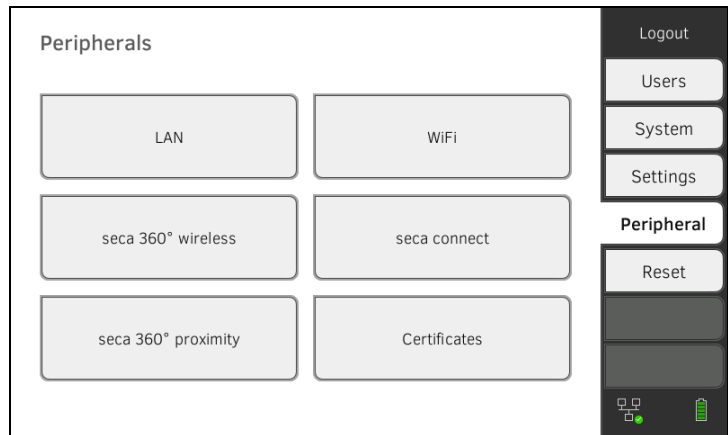 Peripherals
LAN
WiFi
seca 360° wireless
seca connect
seca 360° proximity
Certificates
Logout
Users
System
Settings
Peripheral
Reset